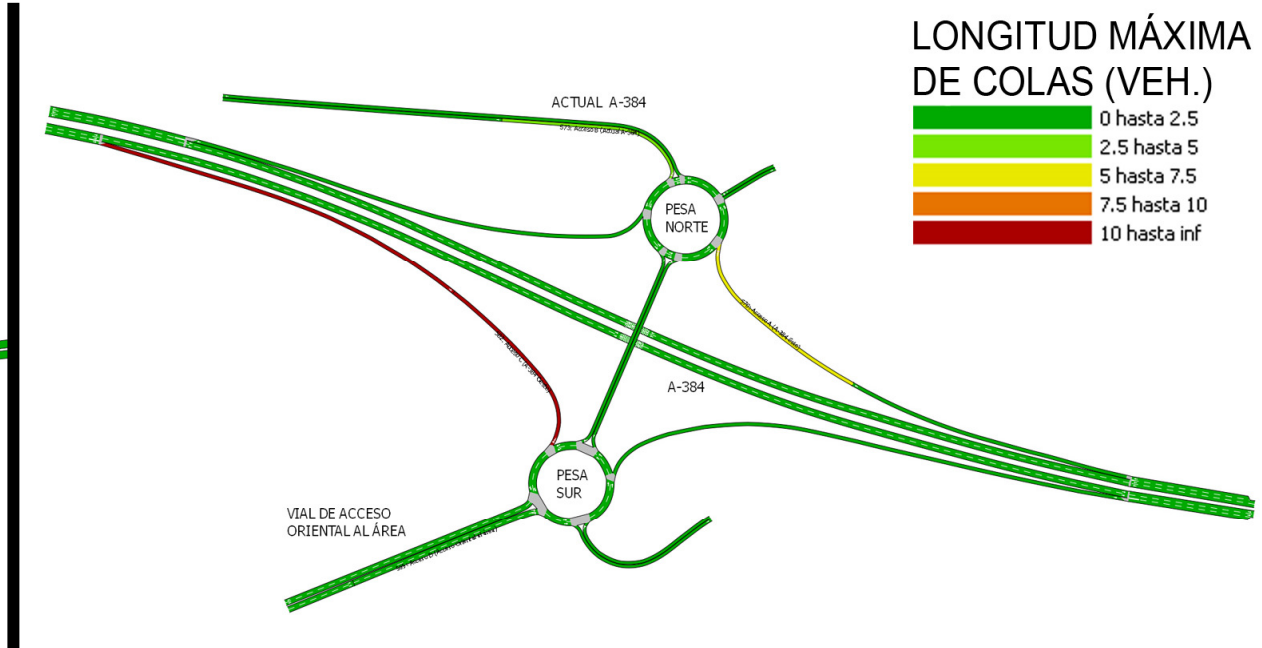 LONGITUD MÁXIMA
DE COLAS (VEH.)
0 hasta 2.5
2.5 hasta 5
5 hasta 7.5
7.5 hasta 10
10 hasta inf
ACTUAL A-384
PESA
NORTE
A-384
PESA
SUR
VIAL DE ACCESO
ORIENTAL AL ÁREA